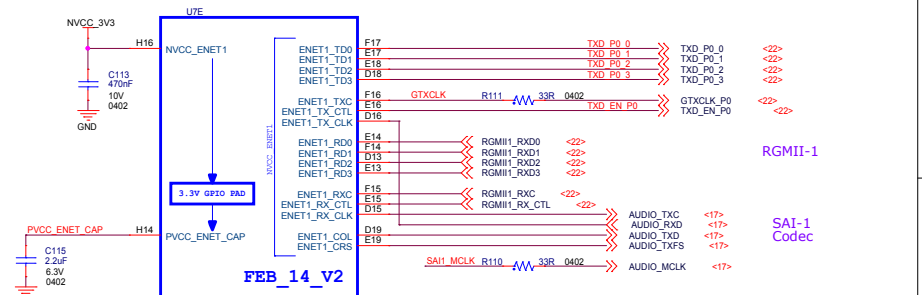 U7E
NVCC_3V3
H16 NVCC_ENET1
C113
470nF
10V
0402
GND
NVCC ENET1
3.3V GPIO PAD
PVCC_ENET_CAP H14 PVCC_ENET_CAP
C115
2.2uF
6.3V
0402
FEB_14_V2
ENET1_TD0 F17 TXD_P0_0 TXD_P0_0 <22>
ENET1_TD1 E17 TXD_P0_1 TXD_P0_1 <22>
ENET1_TD2 E18 TXD_P0_2 TXD_P0_2 <22>
ENET1_TD3 D18 TXD_P0_3 TXD_P0_3 <22>
ENET1_TXC F16 GTXCLK R111 33R 0402 GTXCLK_P0 <22>
ENET1_TX_CTL E16 TXD_EN_P0 TXD_EN_P0 <22>
ENET1_TX_CLK D16
ENET1_RD0 E14 RGMII1_RXD0 <22>
ENET1_RD1 F14 RGMII1_RXD1 <22>
ENET1_RD2 D13 RGMII1_RXD2 <22>
ENET1_RD3 E13 RGMII1_RXD3 <22>
RGMII-1
ENET1_RXC F15 RGMII1_RXC <22>
ENET1_RX_CTL E15 RGMII1_RX_CTL <22>
ENET1_RX_CLK D15 AUDIO_TXC <17>
AUDIO_RXD <17>
ENET1_COL D19 AUDIO_TXD <17>
ENET1_CRS E19 AUDIO_TXFS <17>
SAI-1
Codec
SAI1_MCLK R110 33R 0402 AUDIO_MCLK <17>